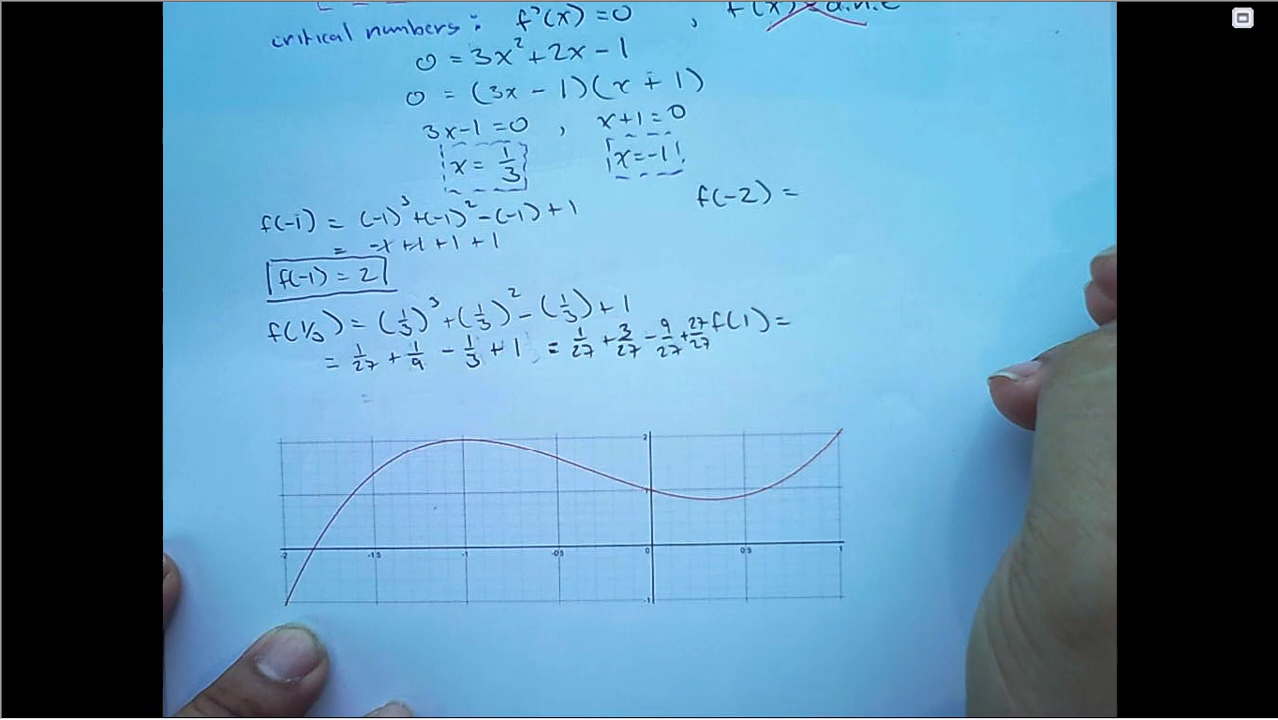 critical numbers: f'(x) = 0 , f'(x) = d.n.e
0 = 3x² + 2x - 1
0 = (3x - 1)(x + 1)
3x-1 = 0 , x+1 = 0
x = 1/3 x = -1
f(-1) = (-1)³ + (-1)² - (-1) + 1 f(-2) =
= -1 + 1 + 1 + 1
f(-1) = 2
f(1/3) = (1/3)³ + (1/3)² - (1/3) + 1
= 1/27 + 1/9 - 1/3 + 1 = 1/27 + 3/27 - 9/27 + 27/27 f(1) =
=
2
1
-2 -1.5 -1 -0.5 0 0.5 1
-1